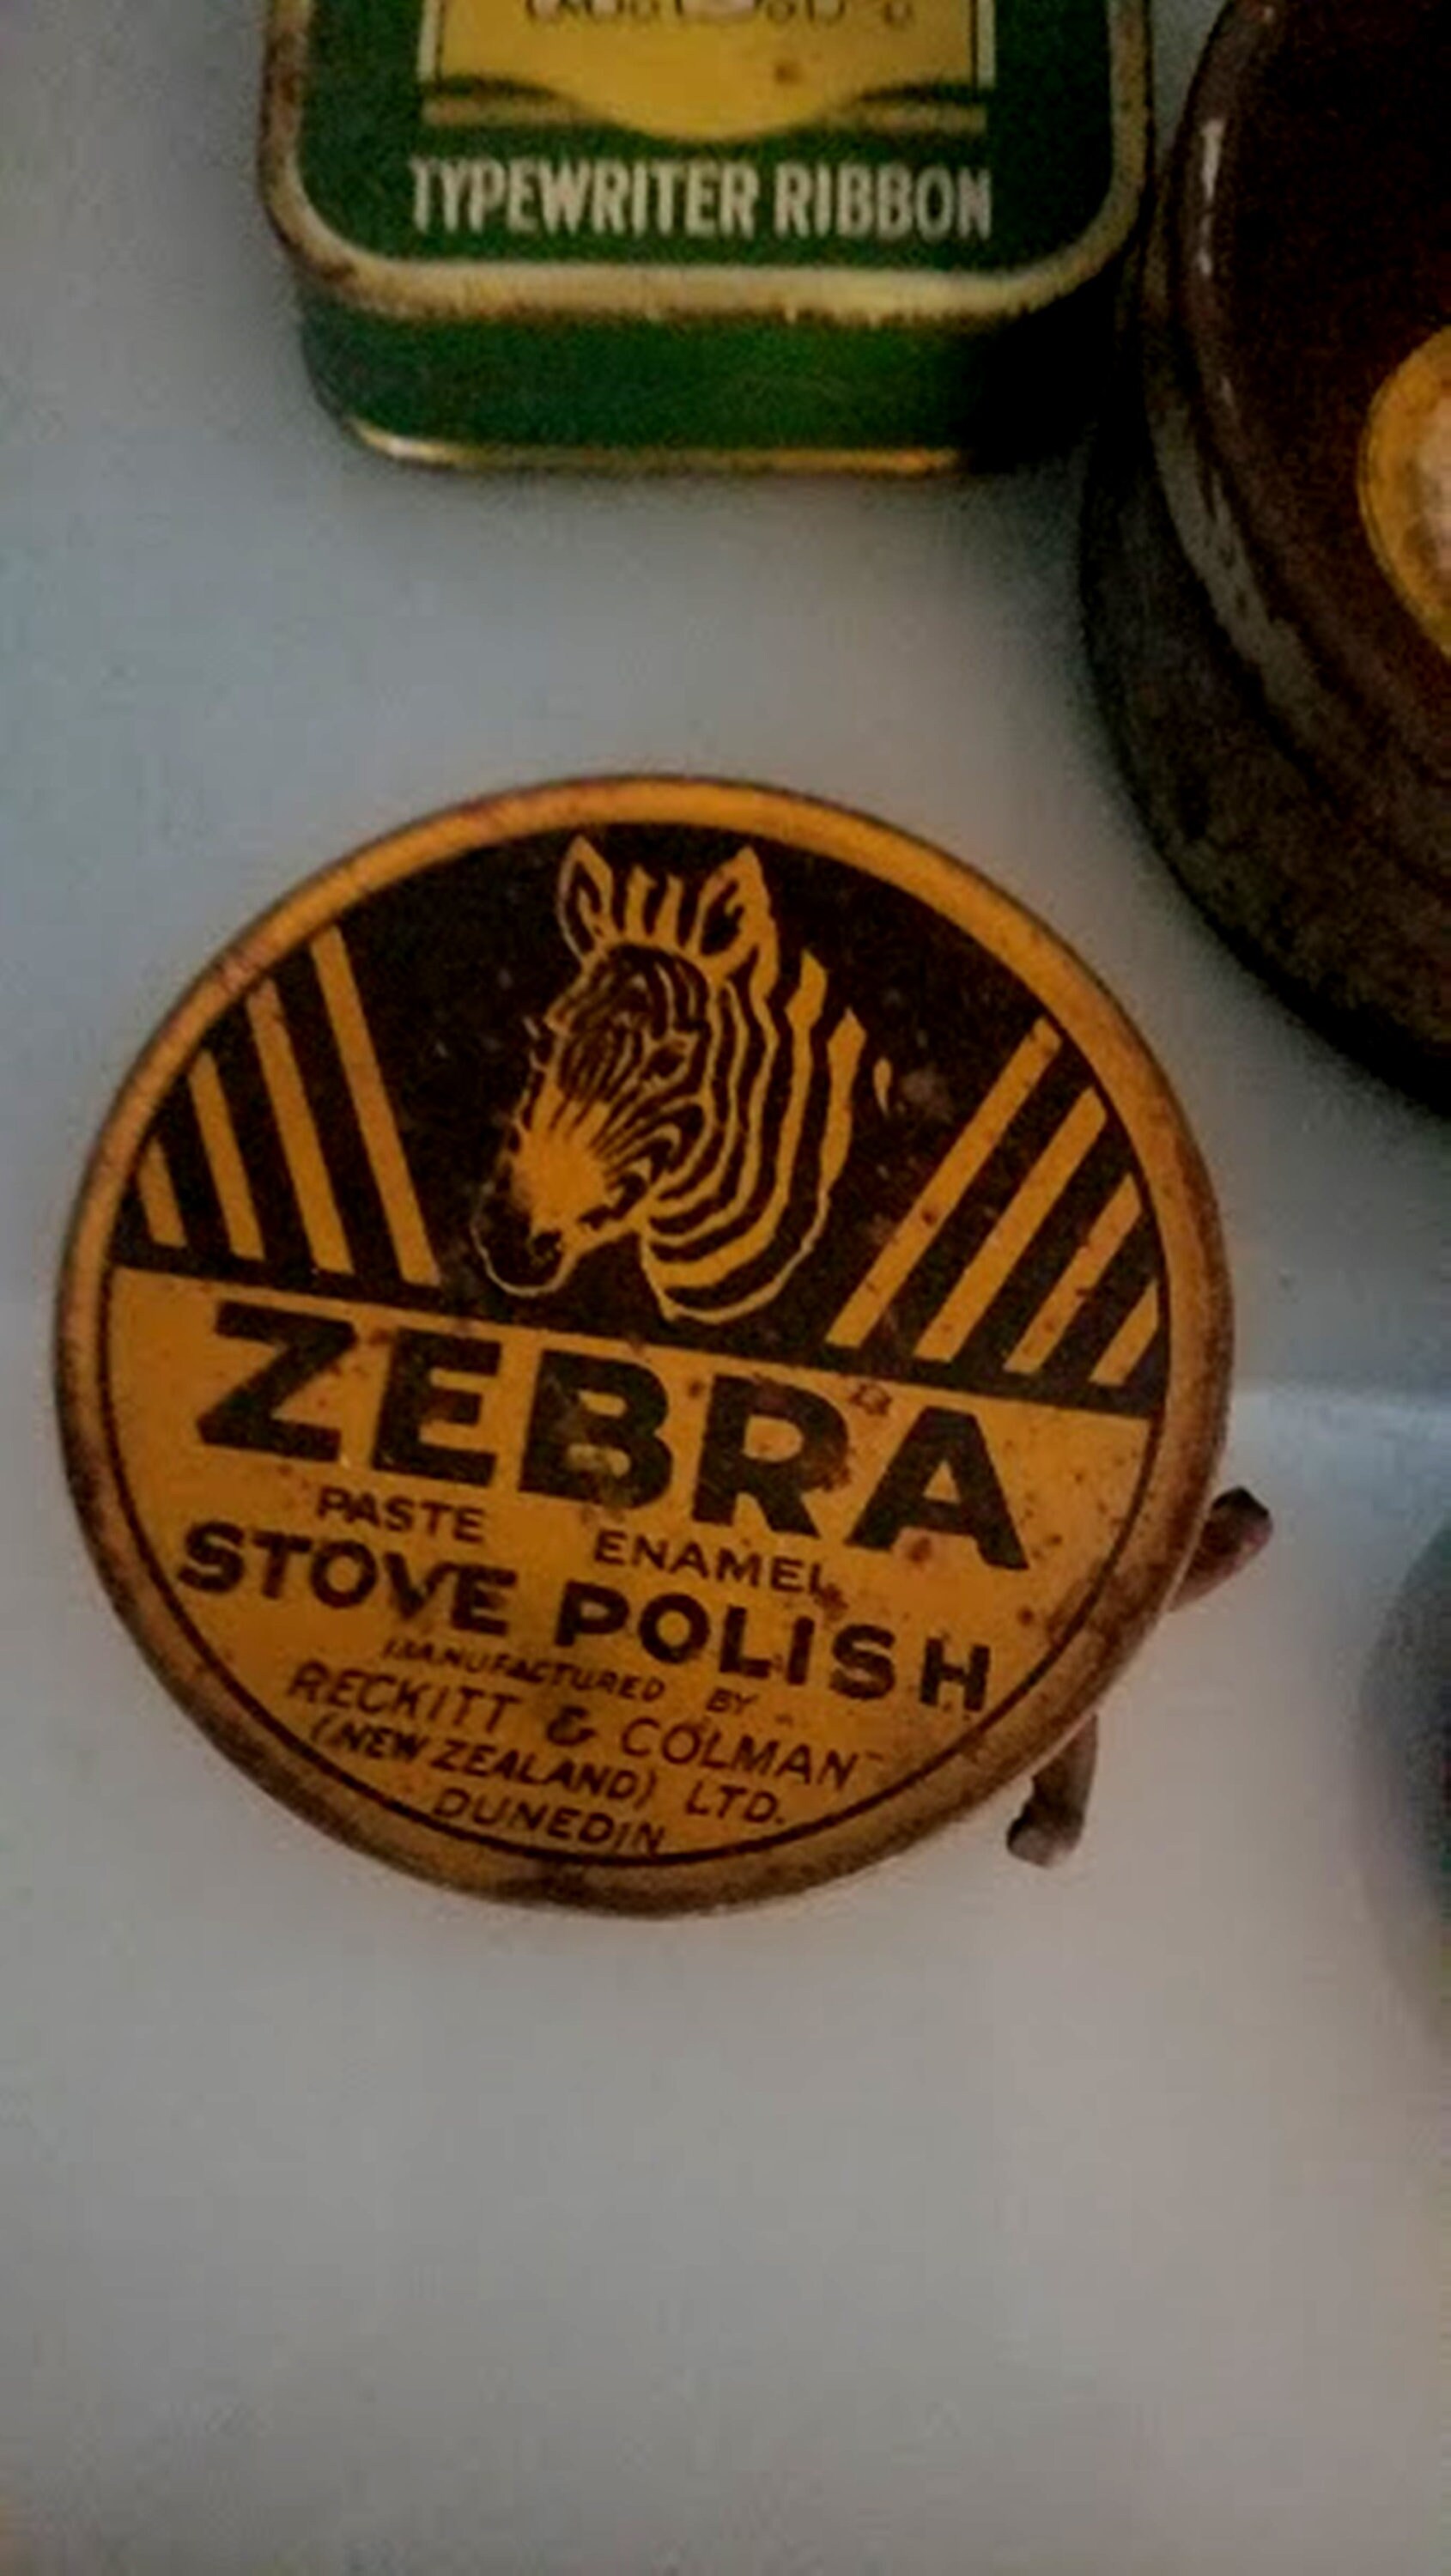 TYPEWRITER RIBBON
ZEBRA
PASTE ENAMEL
STOVE POLISH
MANUFACTURED BY
RECKITT & COLMAN
(NEW ZEALAND) LTD.
DUNEDIN